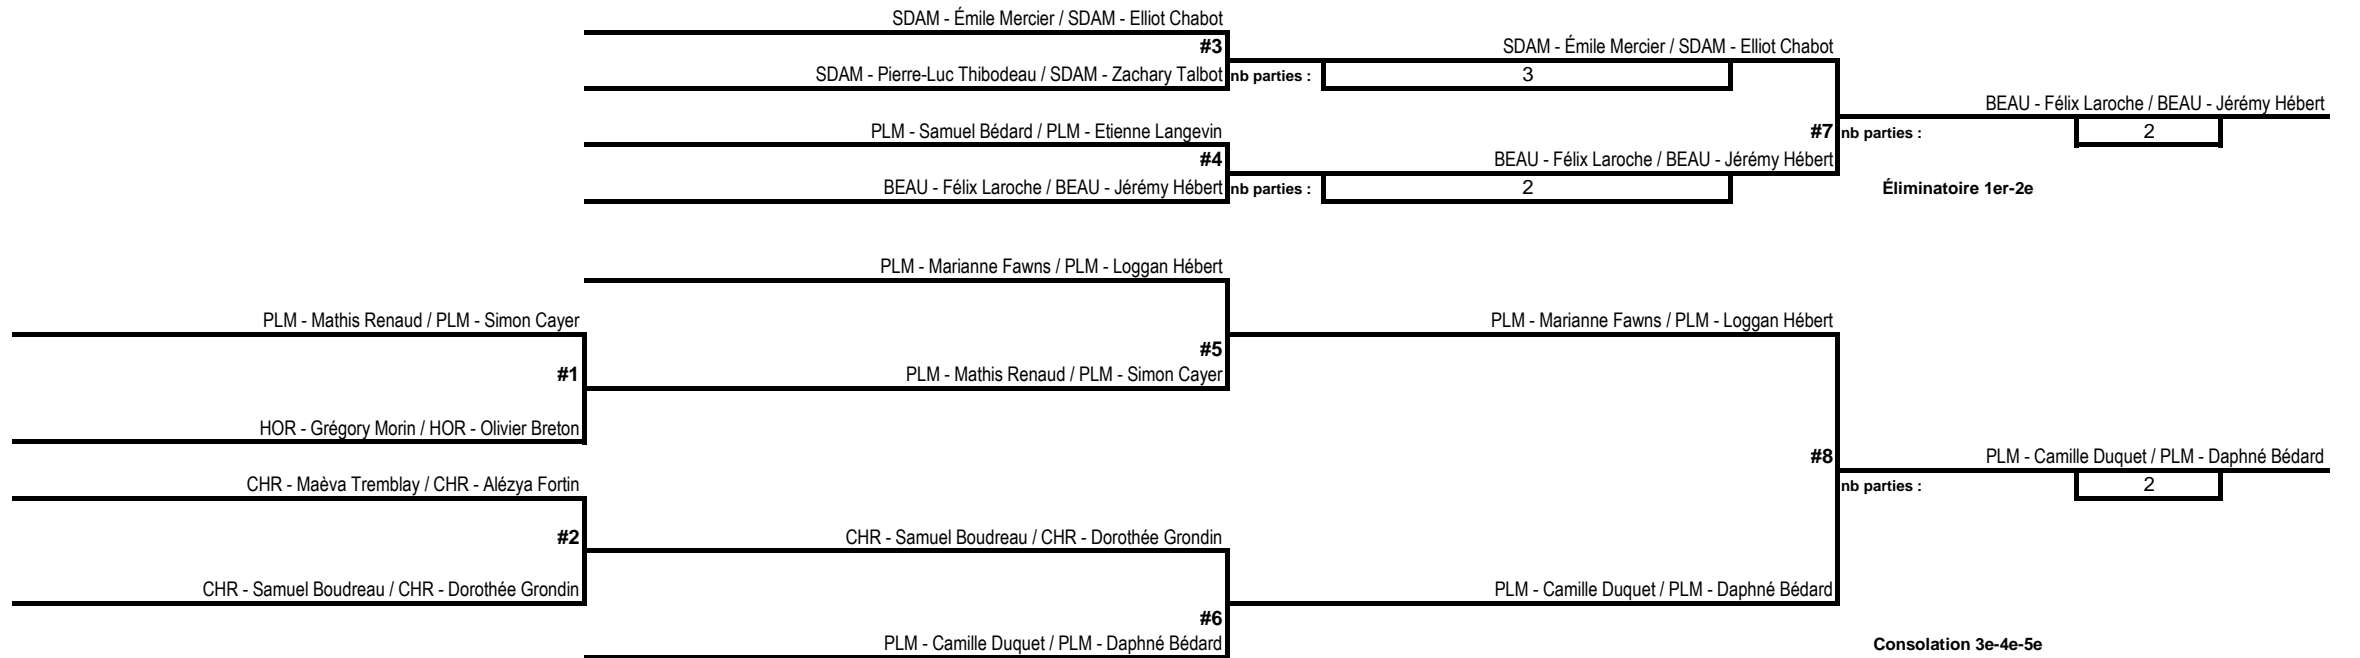 SDAM - Émile Mercier / SDAM - Elliot Chabot
#3
SDAM - Émile Mercier / SDAM - Elliot Chabot
SDAM - Pierre-Luc Thibodeau / SDAM - Zachary Talbot
nb parties : 3
BEAU - Félix Laroche / BEAU - Jérémy Hébert
PLM - Samuel Bédard / PLM - Etienne Langevin
#7
nb parties : 2
#4
BEAU - Félix Laroche / BEAU - Jérémy Hébert
BEAU - Félix Laroche / BEAU - Jérémy Hébert
nb parties : 2
Éliminatoire 1er-2e
PLM - Marianne Fawns / PLM - Loggan Hébert
PLM - Mathis Renaud / PLM - Simon Cayer
PLM - Marianne Fawns / PLM - Loggan Hébert
#5
#1
PLM - Mathis Renaud / PLM - Simon Cayer
HOR - Grégory Morin / HOR - Olivier Breton
#8
PLM - Camille Duquet / PLM - Daphné Bédard
CHR - Maèva Tremblay / CHR - Alézya Fortin
nb parties : 2
#2
CHR - Samuel Boudreau / CHR - Dorothée Grondin
CHR - Samuel Boudreau / CHR - Dorothée Grondin
PLM - Camille Duquet / PLM - Daphné Bédard
#6
PLM - Camille Duquet / PLM - Daphné Bédard
Consolation 3e-4e-5e